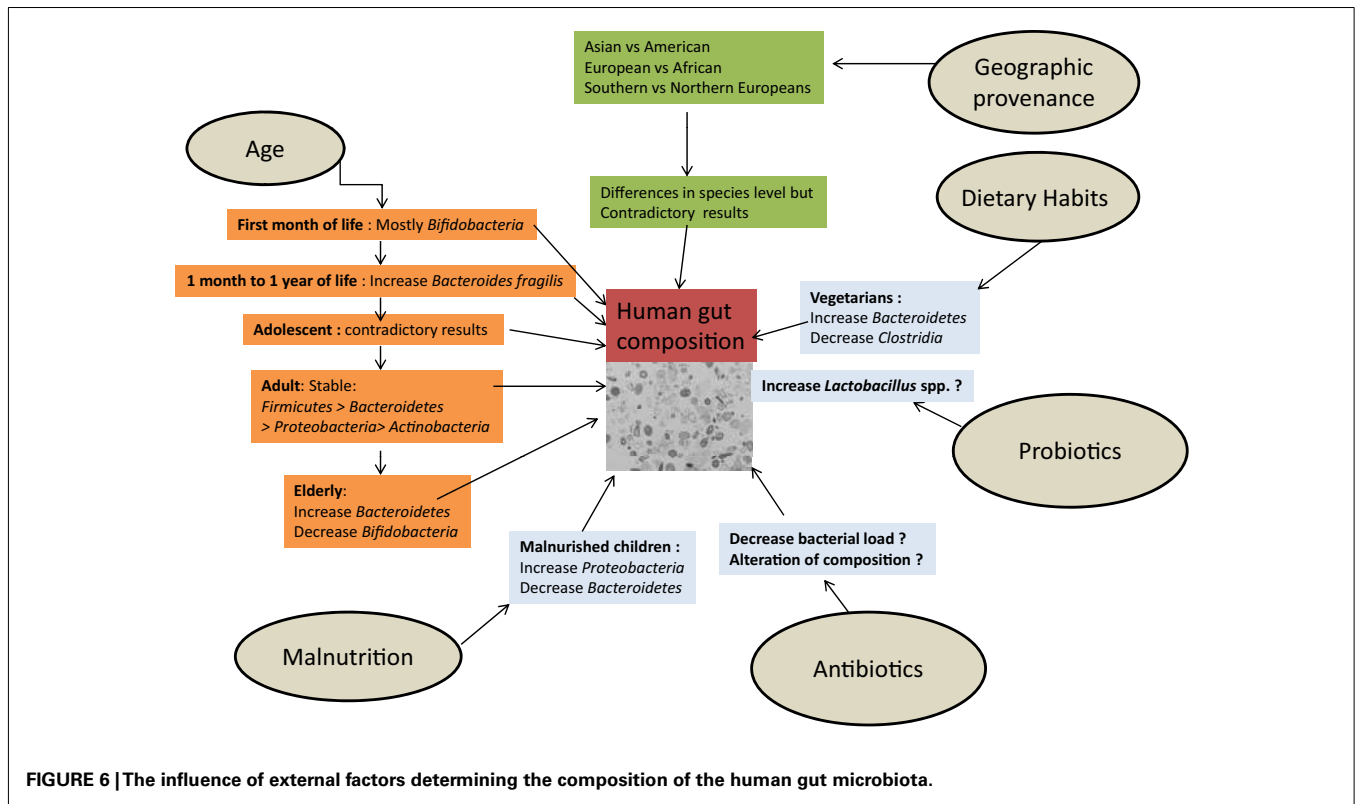 Asian vs American
European vs African
Southern vs Northern Europeans
Geographic
provenance
Age
Differences in species level but
Contradictory results
Dietary Habits
First month of life : Mostly Bifidobacteria
1 month to 1 year of life : Increase Bacteroides fragilis
Adolescent : contradictory results
Adult: Stable:
Firmicutes > Bacteroidetes
> Proteobacteria> Actinobacteria
Elderly:
Increase Bacteroidetes
Decrease Bifidobacteria
Human gut
composition
Vegetarians :
Increase Bacteroidetes
Decrease Clostridia
Increase Lactobacillus spp. ?
Probiotics
Malnurished children :
Increase Proteobacteria
Decrease Bacteroidetes
Decrease bacterial load ?
Alteration of composition ?
Malnutrition
Antibiotics
FIGURE 6 | The influence of external factors determining the composition of the human gut microbiota.